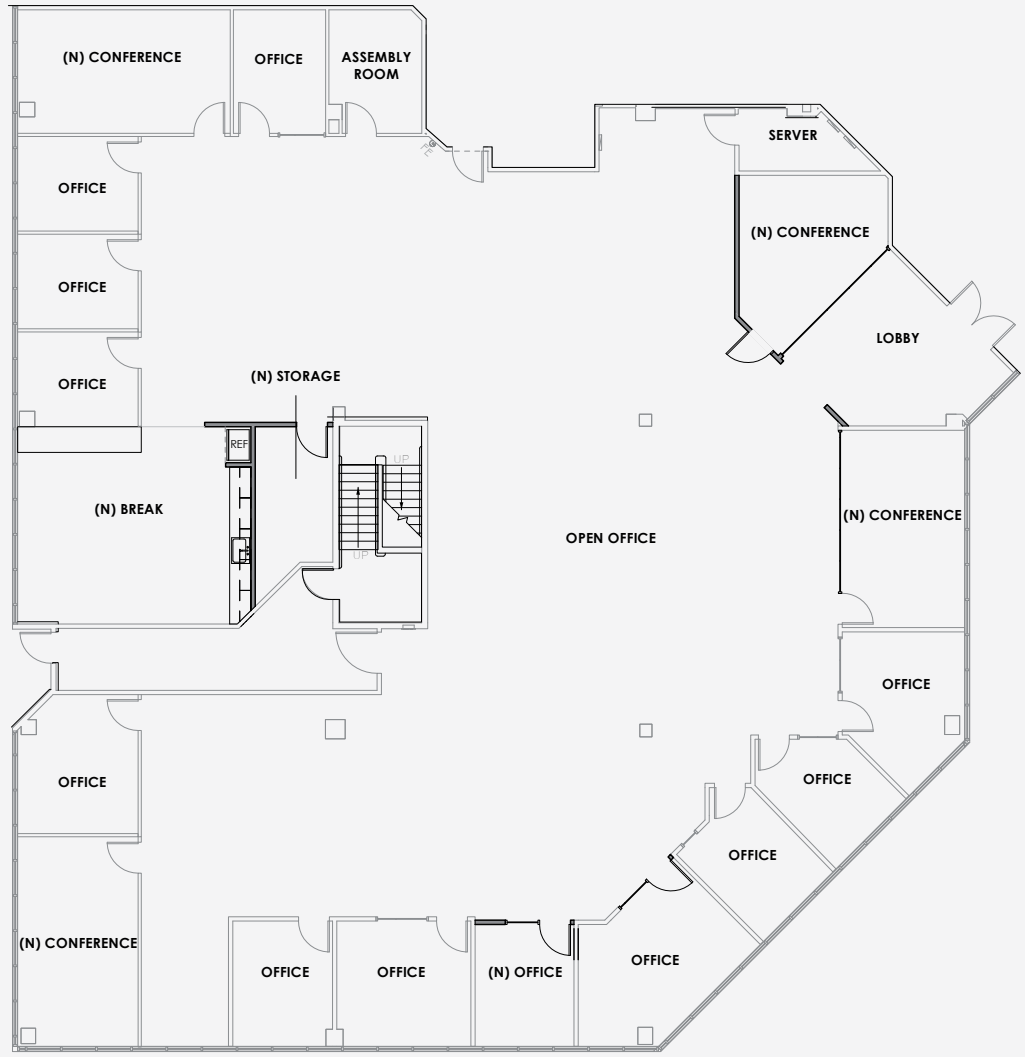 (N) CONFERENCE
OFFICE
ASSEMBLY
ROOM
SERVER
FE
OFFICE
(N) CONFERENCE
OFFICE
LOBBY
OFFICE
(N) STORAGE
REF
UP
(N) BREAK
(N) CONFERENCE
OPEN OFFICE
UP
OFFICE
OFFICE
OFFICE
OFFICE
(N) CONFERENCE
OFFICE
OFFICE
OFFICE
(N) OFFICE
OFFICE